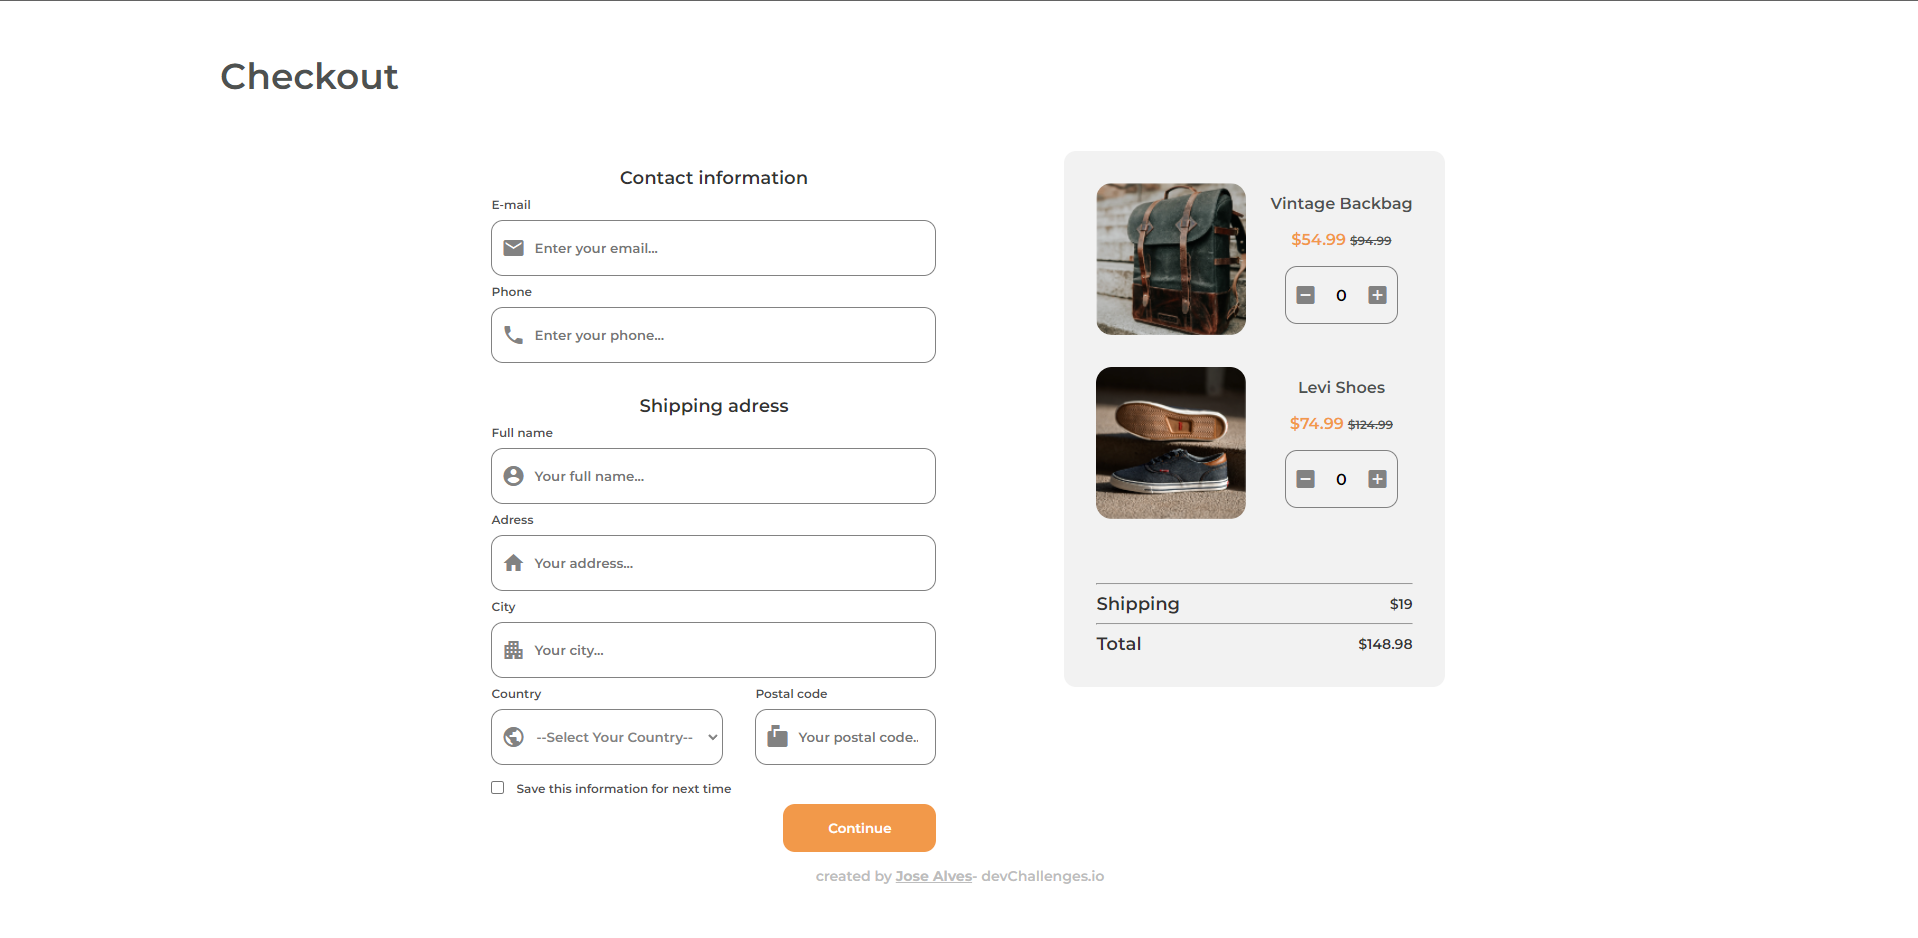 Checkout
Contact information
E-mail
Enter your email...
Phone
Enter your phone...
Shipping adress
Full name
Your full name...
Adress
Your address...
City
Your city...
Country
Postal code
--Select Your Country--
Your postal code..
Save this information for next time
Continue
Vintage Backbag
$54.99 $94.99
0
Levi Shoes
$74.99 $124.99
0
Shipping $19
Total $148.98
created by Jose Alves- devChallenges.io